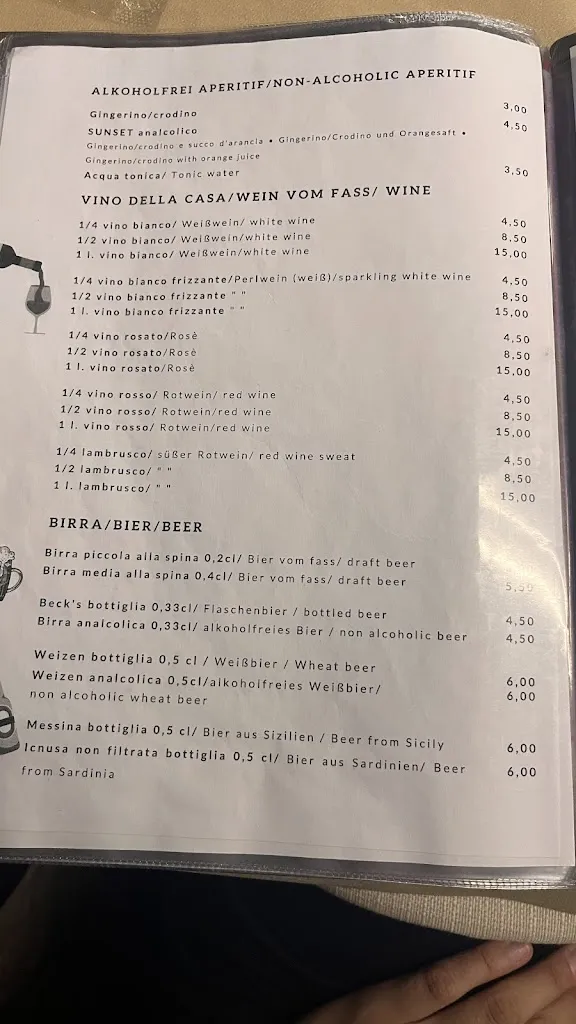 ALKOHOLFREI APERITIF/NON-ALCOHOLIC APERITIF
Gingerino/crodino 3,00
SUNSET analcolico 4,50
Gingerino/crodino e succo d'arancia • Gingerino/Crodino und Orangesaft •
Gingerino/crodino with orange juice
Acqua tonica/ Tonic water 3,50
VINO DELLA CASA/WEIN VOM FASS/ WINE
1/4 vino bianco/ Weißwein/ white wine 4,50
1/2 vino bianco/ Weißwein/white wine 8,50
1 l. vino bianco/ Weißwein/white wine 15,00
1/4 vino bianco frizzante/Perlwein (weiß)/sparkling white wine 4,50
1/2 vino bianco frizzante " " 8,50
1 l. vino bianco frizzante " " 15,00
1/4 vino rosato/Rosè 4,50
1/2 vino rosato/Rosè 8,50
1 l. vino rosato/Rosè 15,00
1/4 vino rosso/ Rotwein/ red wine 4,50
1/2 vino rosso/ Rotwein/red wine 8,50
1 l. vino rosso/ Rotwein/red wine 15,00
1/4 lambrusco/ süßer Rotwein/ red wine sweat 4,50
1/2 lambrusco/ " " 8,50
1 l. lambrusco/ " " 15,00
BIRRA/BIER/BEER
Birra piccola alla spina 0,2cl/ Bier vom fass/ draft beer
Birra media alla spina 0,4cl/ Bier vom fass/ draft beer 5,50
Beck's bottiglia 0,33cl/ Flaschenbier / bottled beer 4,50
Birra analcolica 0,33cl/ alkoholfreies Bier / non alcoholic beer 4,50
Weizen bottiglia 0,5 cl / Weißbier / Wheat beer 6,00
Weizen analcolica 0,5cl/alkoholfreies Weißbier/ 6,00
non alcoholic wheat beer
Messina bottiglia 0,5 cl/ Bier aus Sizilien / Beer from Sicily 6,00
Icnusa non filtrata bottiglia 0,5 cl/ Bier aus Sardinien/ Beer 6,00
from Sardinia